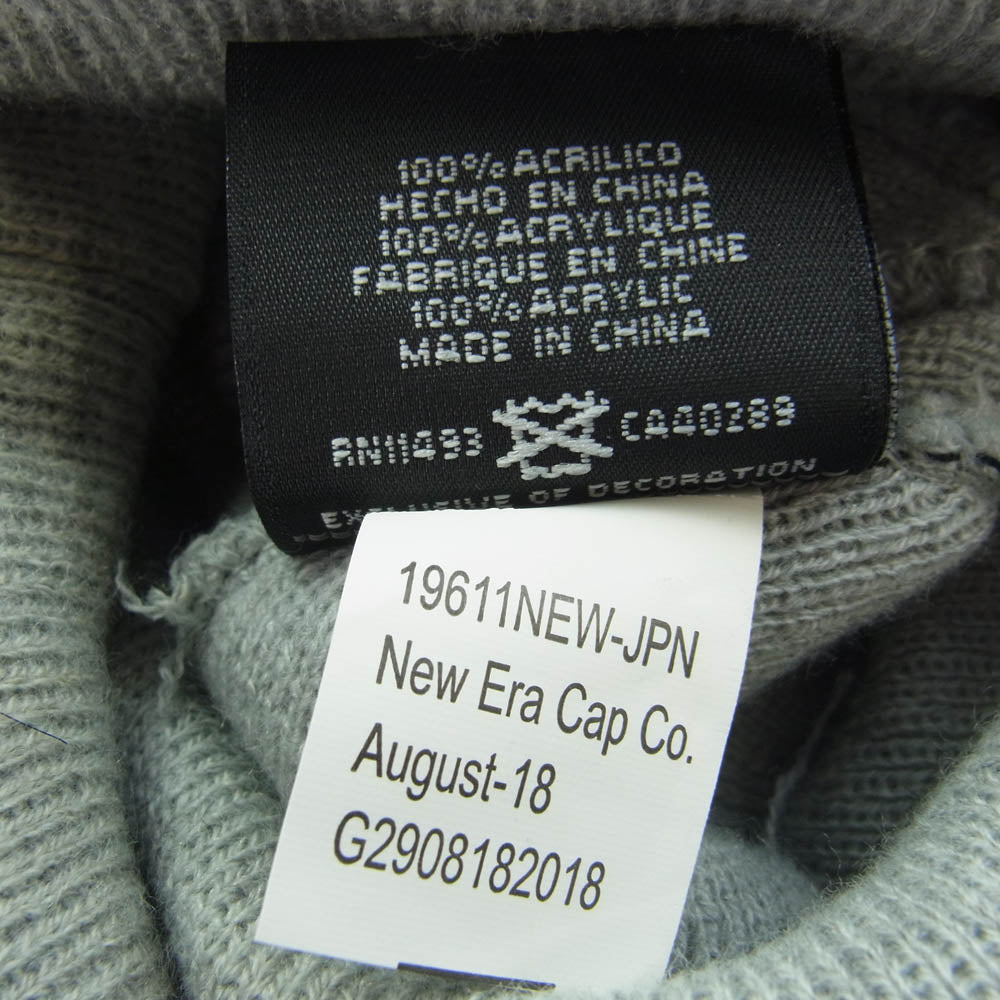 100% ACRILICO
HECHO EN CHINA
100% ACRYLIQUE
FABRIQUE EN CHINE
100% ACRYLIC
MADE IN CHINA
RN11493 CA40289
EXCLUSIVE OF DECORATION
19611NEW-JPN
New Era Cap Co.
August-18
G2908182018